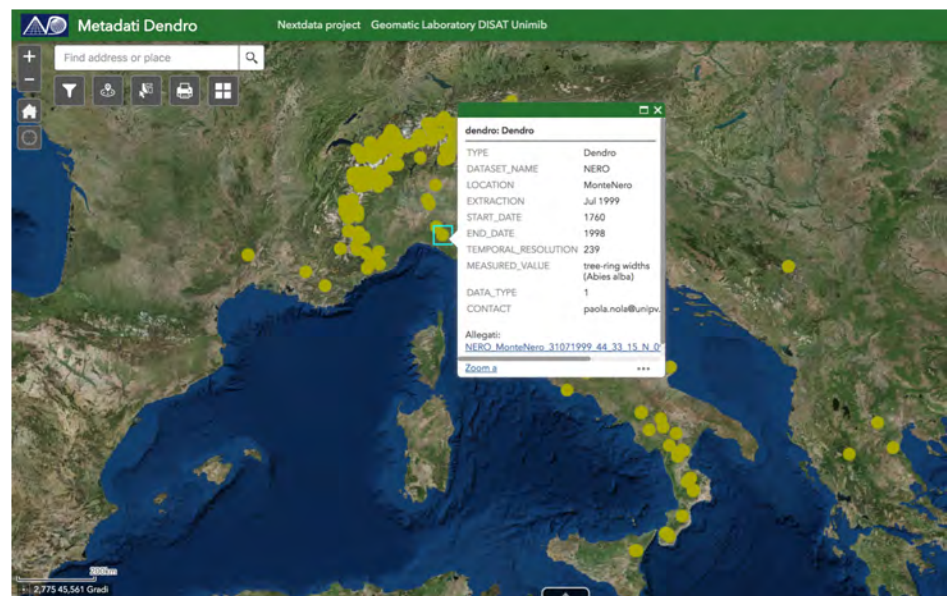 Metadati Dendro
Nextdata project Geomatic Laboratory DISAT Unimib
+
Find address or place
−
dendro: Dendro
TYPE Dendro
DATASET_NAME NERO
LOCATION MonteNero
EXTRACTION Jul 1999
START_DATE 1760
END_DATE 1998
TEMPORAL_RESOLUTION 239
MEASURED_VALUE tree-ring widths
(Abies alba)
DATA_TYPE 1
CONTACT paola.nola@unipv.
Allegati:
NERO_MonteNero_31071999_44_33_15_N_0
Zoom a
200km
2,775 45,561 Gradi